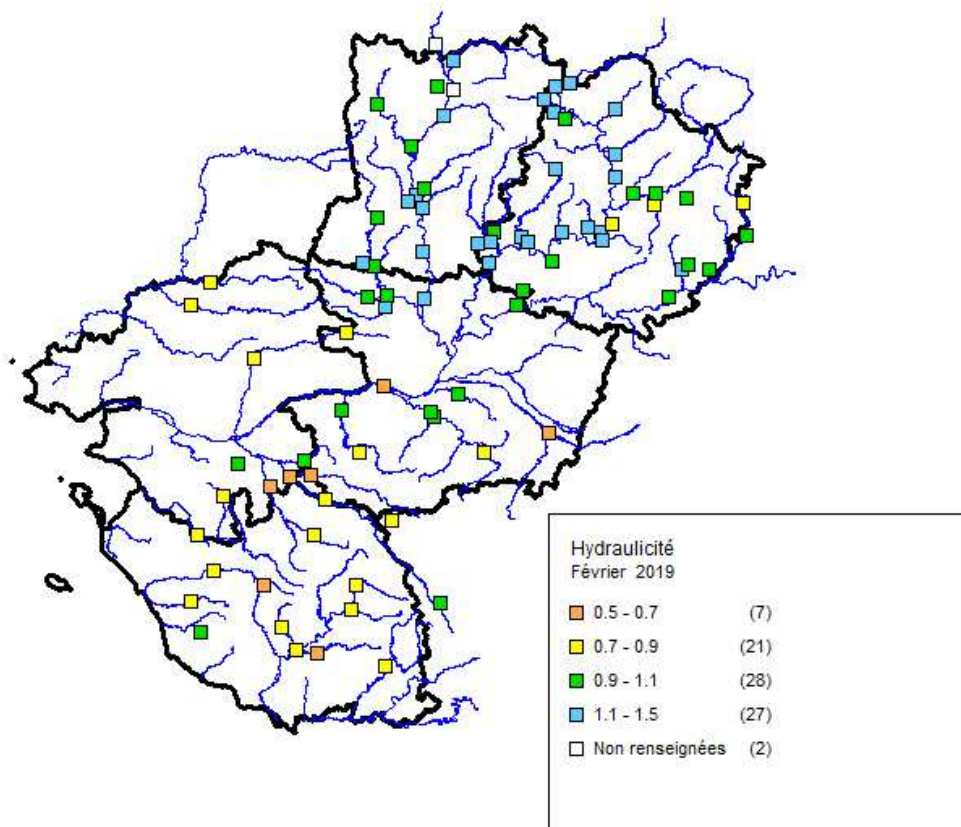 Hydraulicité
Février 2019
0.5 - 0.7 (7)
0.7 - 0.9 (21)
0.9 - 1.1 (28)
1.1 - 1.5 (27)
Non renseignées (2)